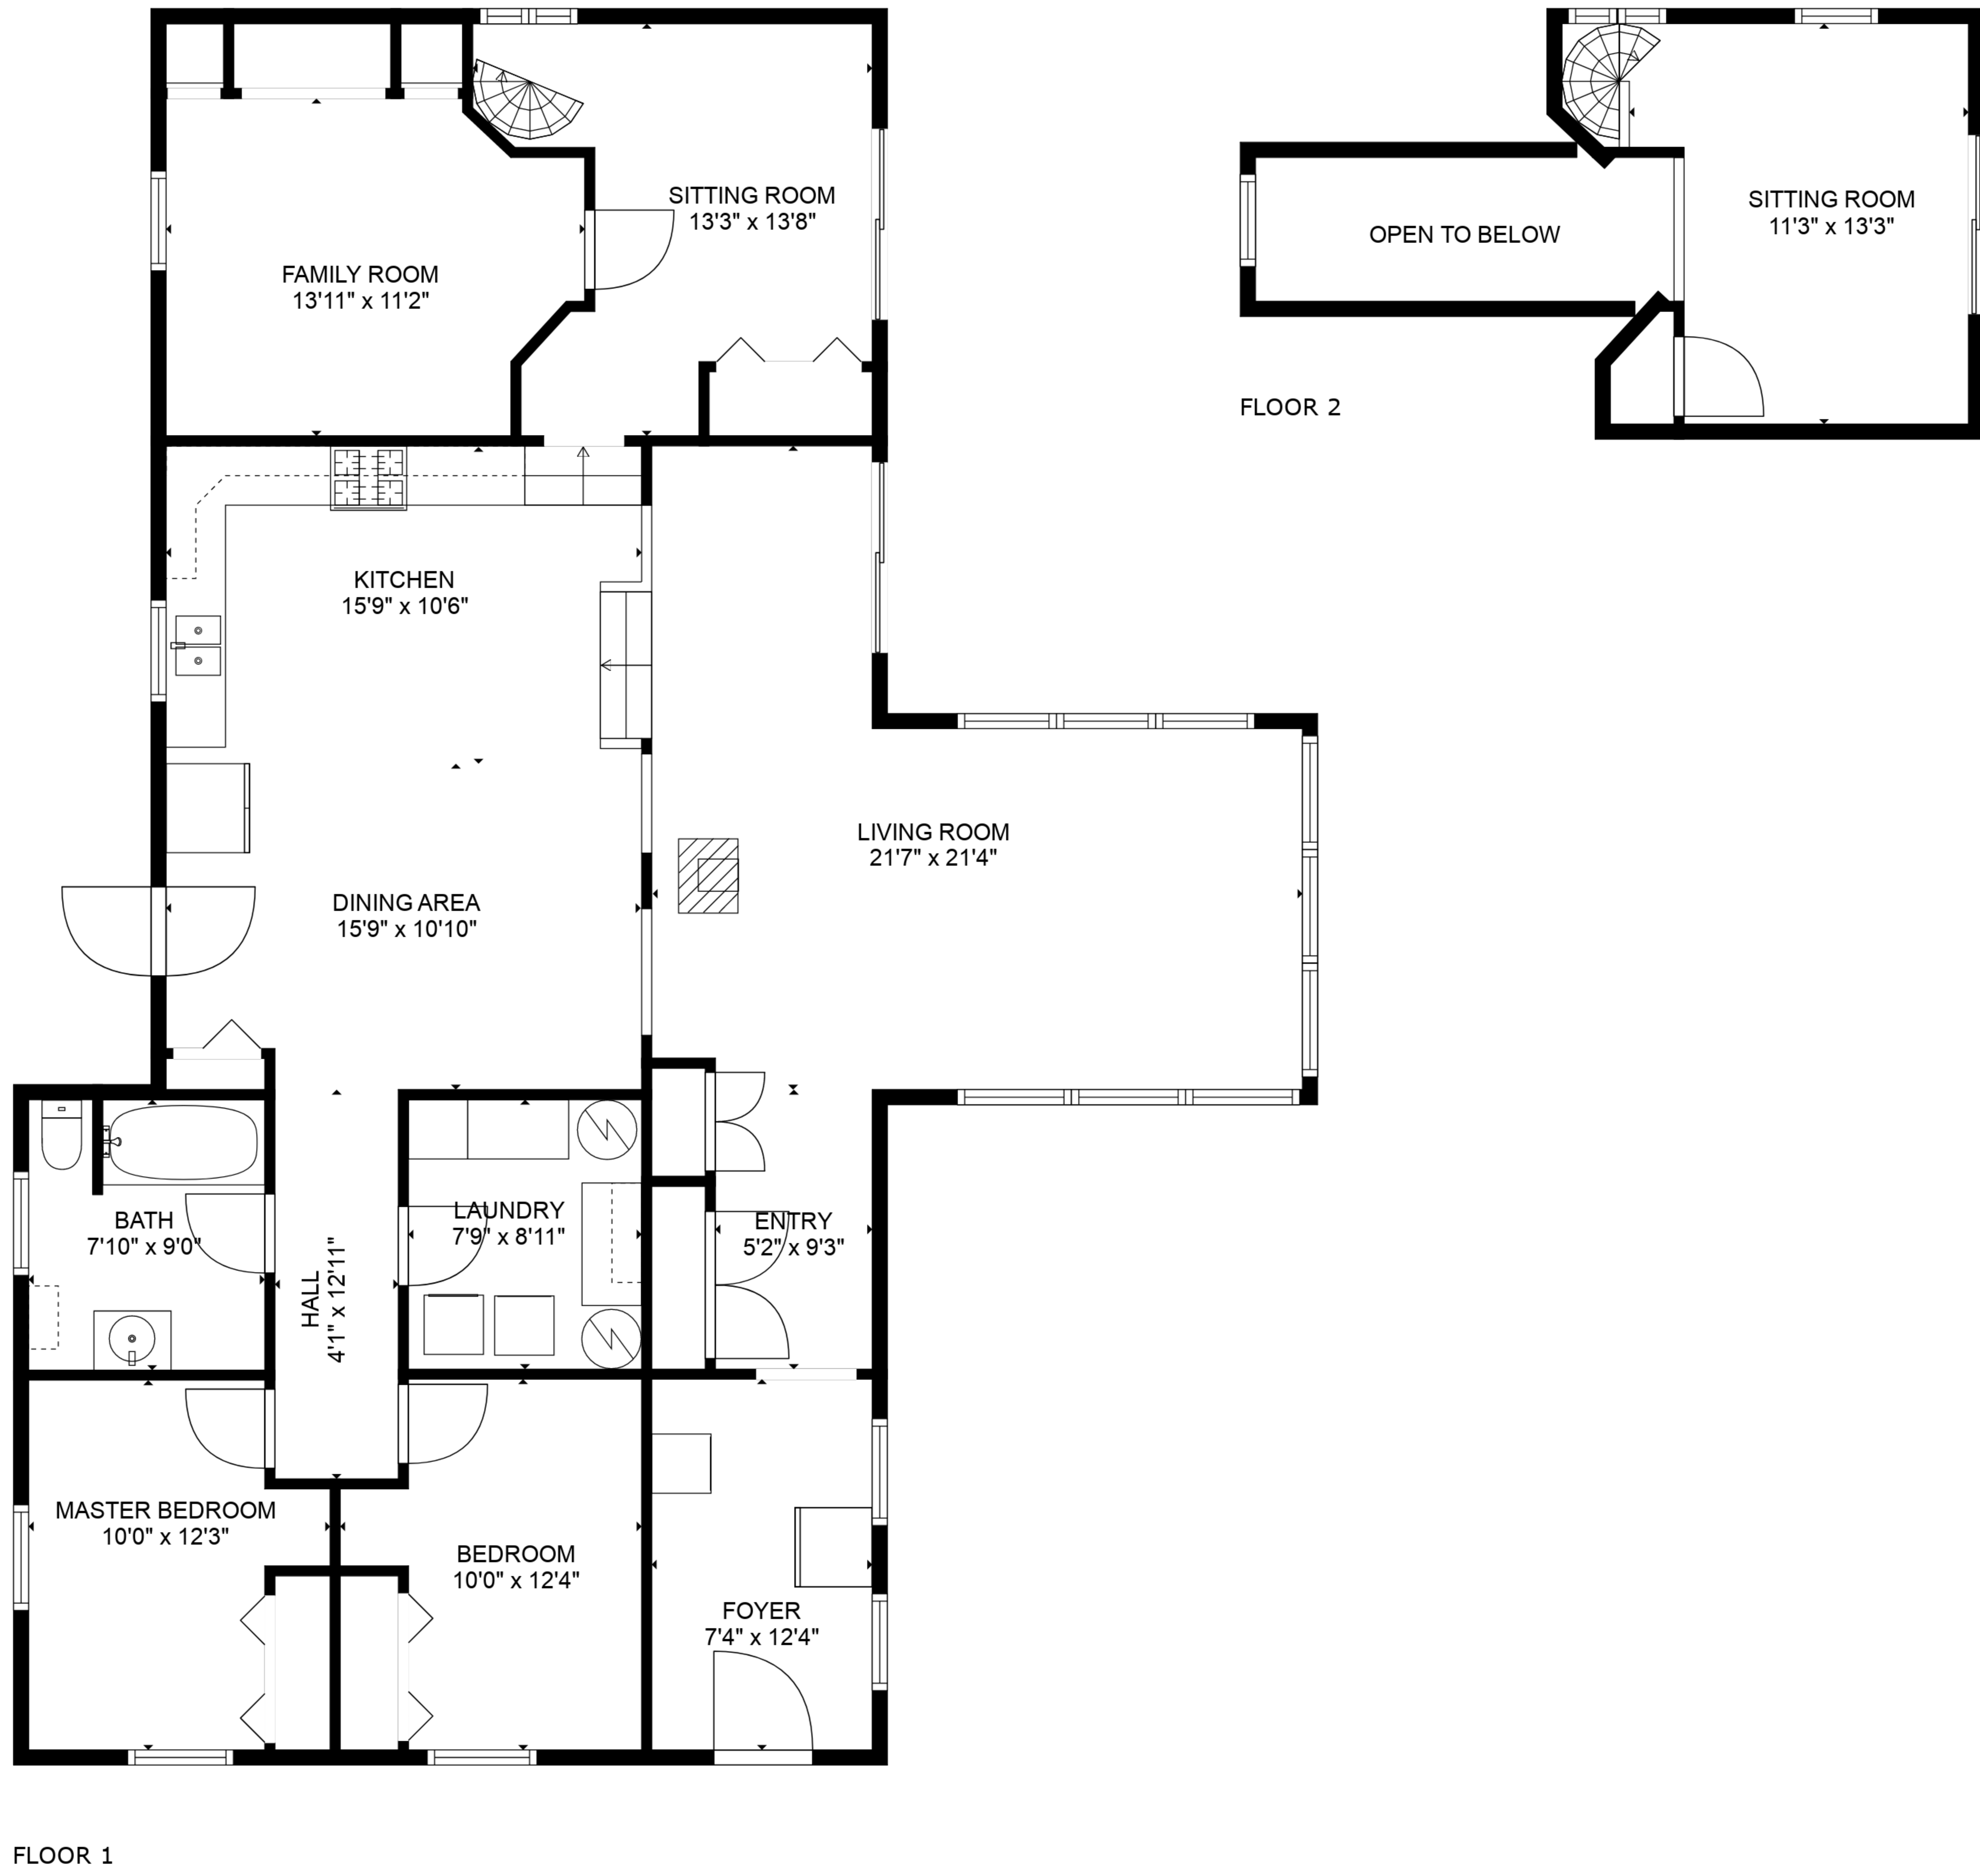 SITTING ROOM
13'3" x 13'8"
FAMILY ROOM
13'11" x 11'2"
SITTING ROOM
11'3" x 13'3"
OPEN TO BELOW
FLOOR 2
KITCHEN
15'9" x 10'6"
LIVING ROOM
21'7" x 21'4"
DINING AREA
15'9" x 10'10"
BATH
7'10" x 9'0"
HALL
4'1" x 12'11"
LAUNDRY
7'9" x 8'11"
ENTRY
5'2" x 9'3"
MASTER BEDROOM
10'0" x 12'3"
BEDROOM
10'0" x 12'4"
FOYER
7'4" x 12'4"
FLOOR 1